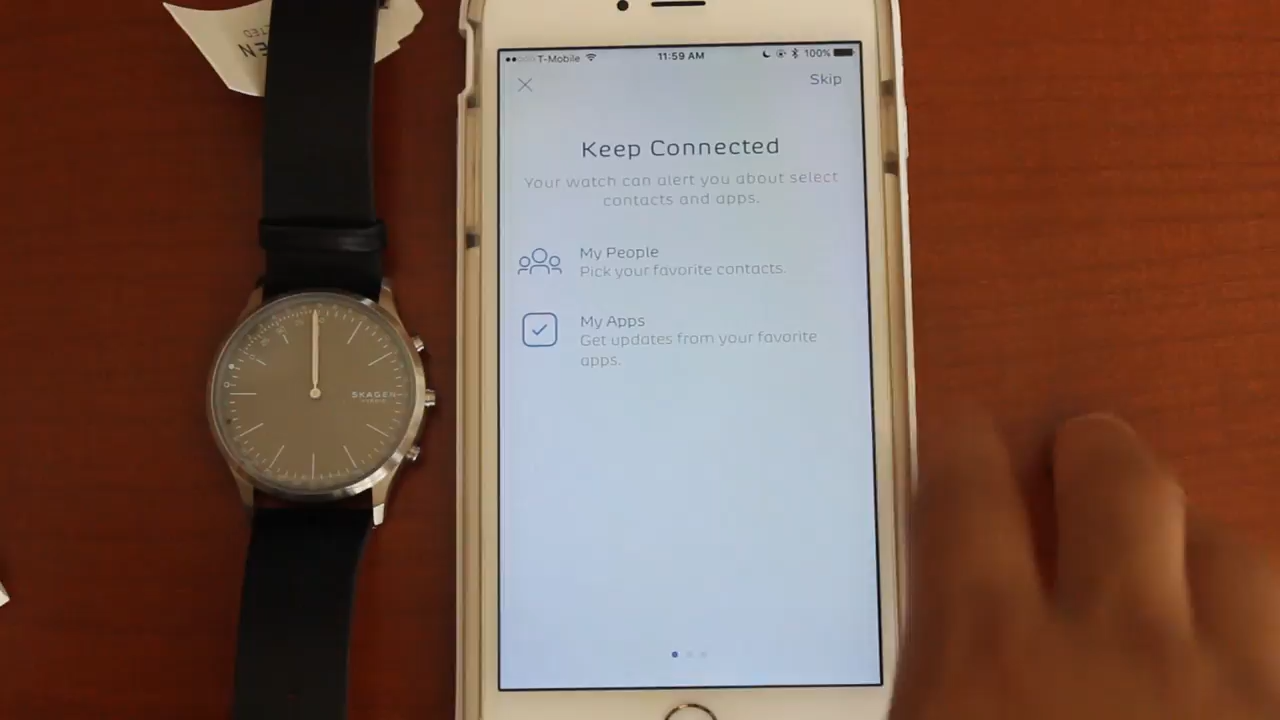 T-Mobile 11:59 AM 100%
Skip
Keep Connected
Your watch can alert you about select
contacts and apps.
My People
Pick your favorite contacts.
My Apps
Get updates from your favorite
apps.
SKAGEN